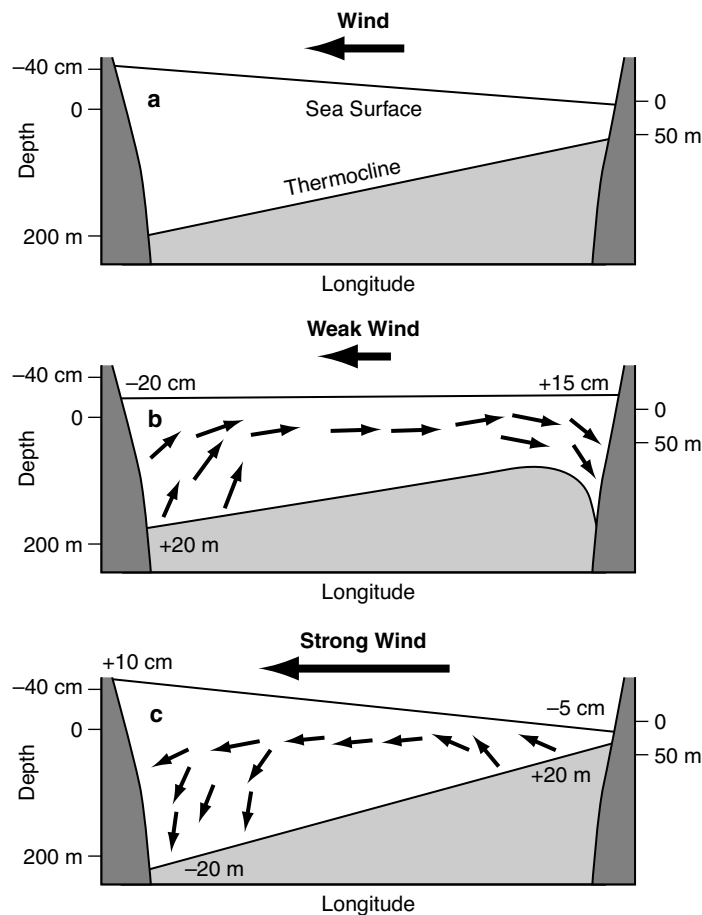 Wind
–40 cm
a
0
Sea Surface
0
50 m
Depth
Thermocline
200 m
Longitude
Weak Wind
–40 cm
–20 cm
+15 cm
0
b
0
50 m
Depth
+20 m
200 m
Longitude
Strong Wind
+10 cm
–40 cm
–5 cm
c
0
0
50 m
Depth
+20 m
200 m
–20 m
Longitude